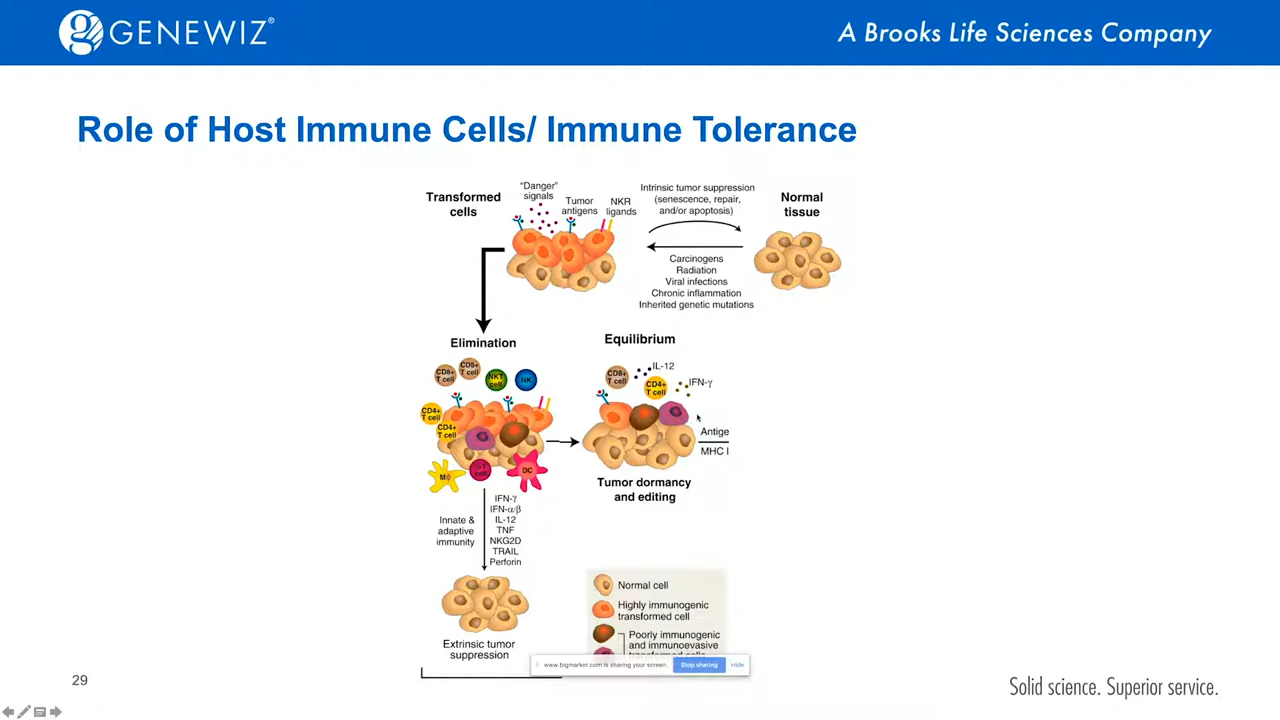 GENEWIZ®
A Brooks Life Sciences Company
Role of Host Immune Cells/ Immune Tolerance
Transformed
cells
"Danger"
signals
Tumor
antigens
NKR
ligands
Intrinsic tumor suppression
(senescence, repair,
and/or apoptosis)
Normal
tissue
Carcinogens
Radiation
Viral infections
Chronic inflammation
Inherited genetic mutations
Elimination
CD8+
T cell
CD8+
T cell
NKT
cell
NK
CD4+
T cell
CD4+
T cell
Mϕ
γδT
cell
DC
Equilibrium
CD8+
T cell
IL-12
CD4+
T cell
IFN-γ
Antige
MHC I
Tumor dormancy
and editing
Innate &
adaptive
immunity
IFN-γ
IFN-α/β
IL-12
TNF
NKG2D
TRAIL
Perforin
Extrinsic tumor
suppression
Normal cell
Highly immunogenic
transformed cell
Poorly immunogenic
and immunoevasive
transformed cells
www.bigmarker.com is sharing your screen.
Stop sharing
Hide
29
Solid science. Superior service.